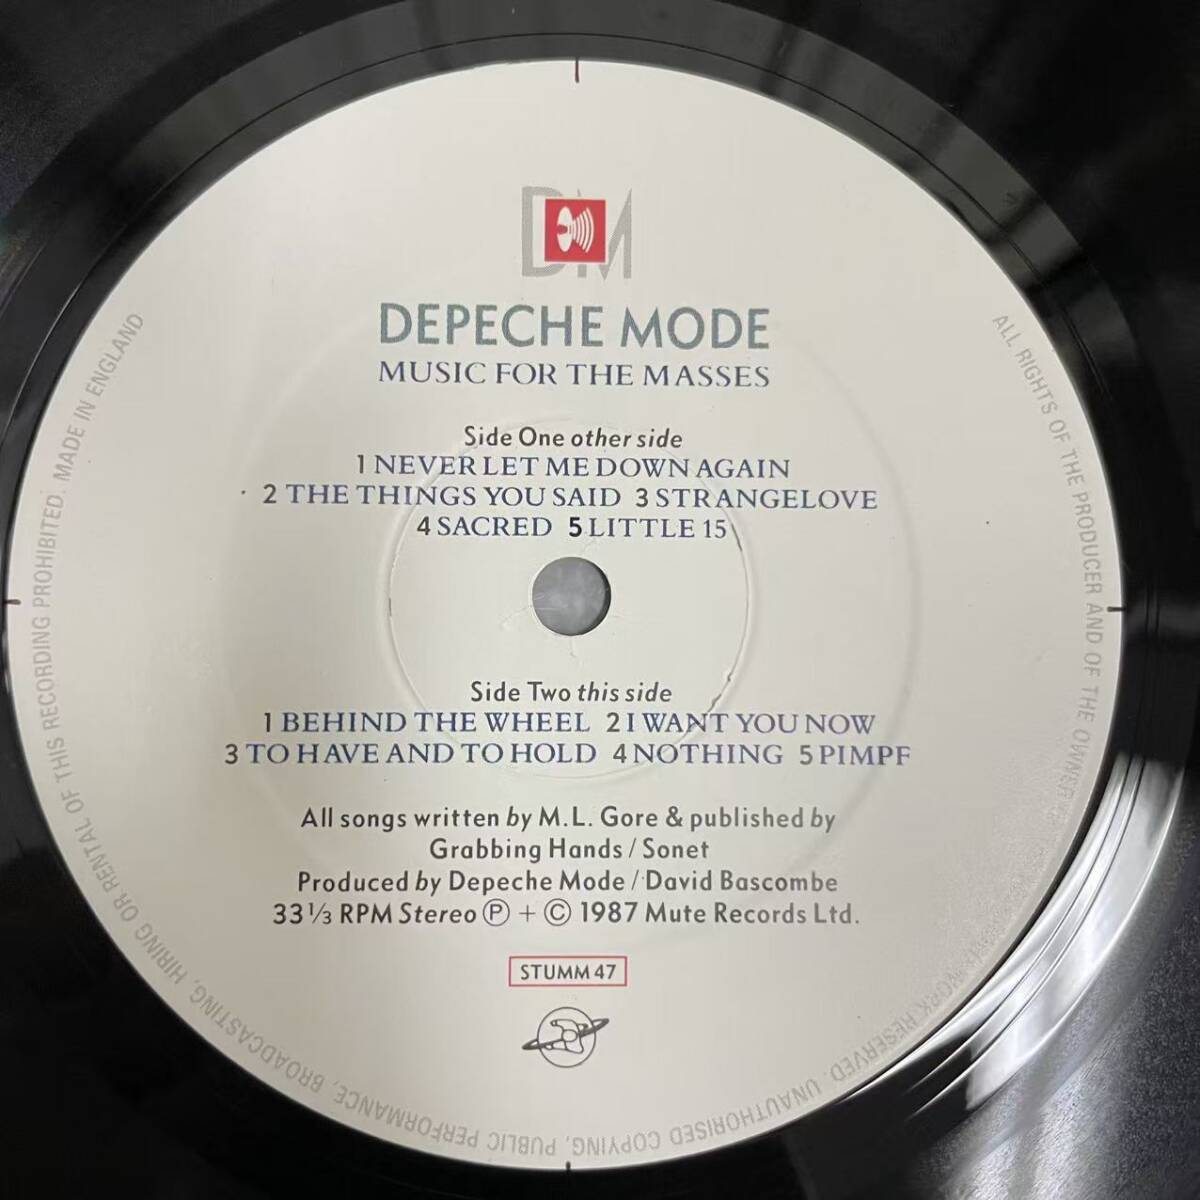 DM
DEPECHE MODE
MUSIC FOR THE MASSES
Side One other side
1 NEVER LET ME DOWN AGAIN
2 THE THINGS YOU SAID 3 STRANGELOVE
4 SACRED 5 LITTLE 15
Side Two this side
1 BEHIND THE WHEEL 2 I WANT YOU NOW
3 TO HAVE AND TO HOLD 4 NOTHING 5 PIMPF
All songs written by M.L. Gore & published by
Grabbing Hands / Sonet
Produced by Depeche Mode / David Bascombe
33 1/3 RPM Stereo Ⓟ + © 1987 Mute Records Ltd.
STUMM 47
ALL RIGHTS OF THE PRODUCER AND OF THE OWNER WORK RESERVED. UNAUTHORISED COPYING, PUBLIC PERFORMANCE, BROADCASTING, HIRING OR RENTAL OF THIS RECORDING PROHIBITED. MADE IN ENGLAND